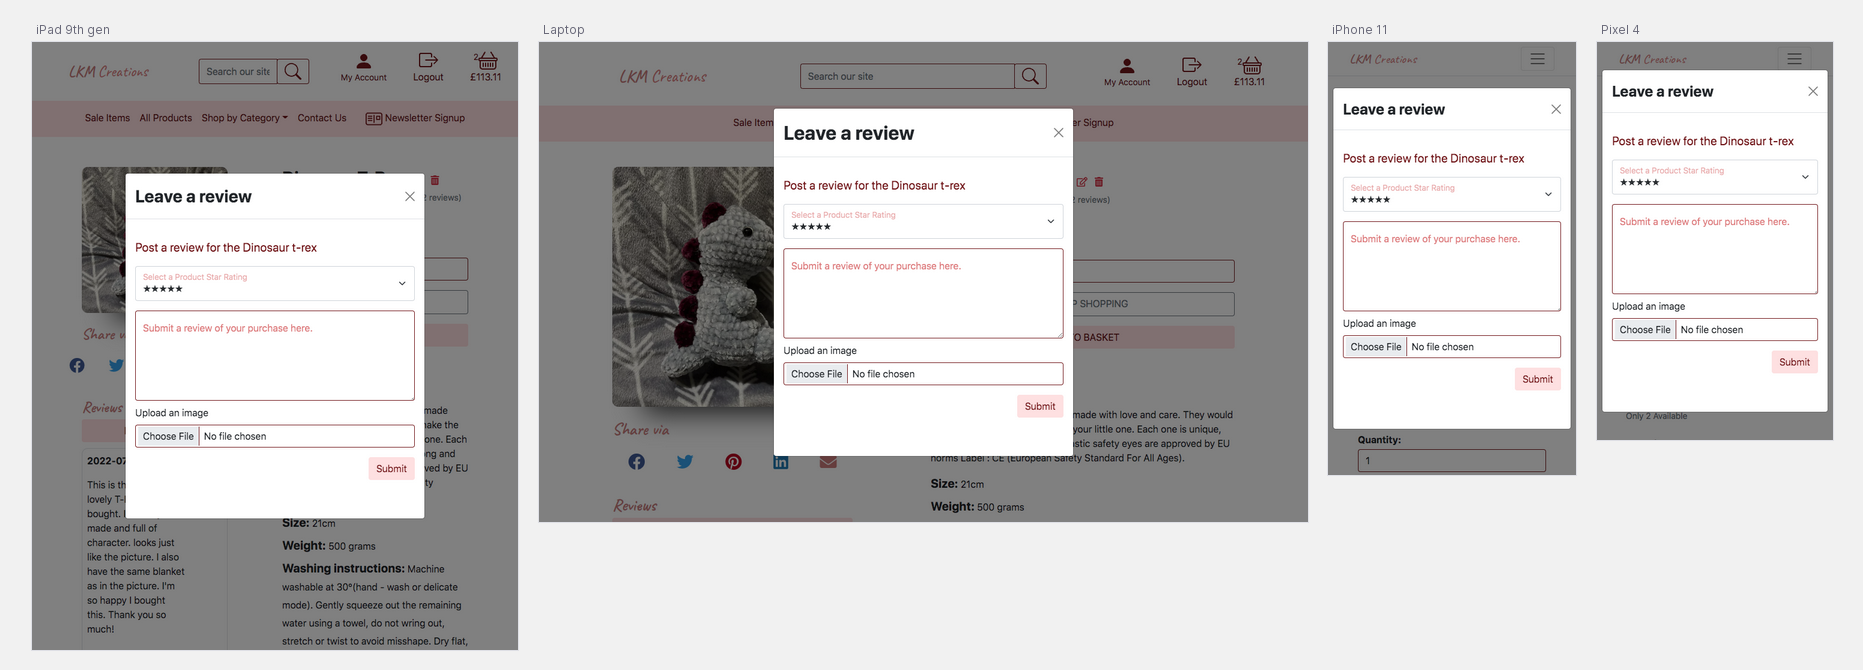 iPad 9th gen
LKM Creations
Search our site
My Account
Logout
2
£113.11
Sale Items
All Products
Shop by Category
Contact Us
Newsletter Signup
reviews)
Leave a review
Post a review for the Dinosaur t-rex
Select a Product Star Rating
★★★★★
Submit a review of your purchase here.
Upload an image
Choose File
No file chosen
Submit
Share
Reviews
2022-07
This is th
lovely T-
bought.
made and full of
character. looks just
like the picture. I also
have the same blanket
as in the picture. I'm
so happy I bought
this. Thank you so
much!
made
ake the
one. Each
ng and
ved by EU
ty
Size: 21cm
Weight: 500 grams
Washing instructions: Machine
washable at 30°(hand - wash or delicate
mode). Gently squeeze out the remaining
water using a towel, do not wring out,
stretch or twist to avoid misshape. Dry flat,
Laptop
LKM Creations
Search our site
My Account
Logout
2
£113.11
Sale Item
er Signup
2 reviews)
Leave a review
Post a review for the Dinosaur t-rex
Select a Product Star Rating
★★★★★
Submit a review of your purchase here.
Upload an image
Choose File
No file chosen
Submit
P SHOPPING
O BASKET
Share via
Reviews
made with love and care. They would
your little one. Each one is unique,
astic safety eyes are approved by EU
norms Label : CE (European Safety Standard For All Ages).
Size: 21cm
Weight: 500 grams
iPhone 11
LKM Creations
Leave a review
Post a review for the Dinosaur t-rex
Select a Product Star Rating
★★★★★
Submit a review of your purchase here.
Upload an image
Choose File
No file chosen
Submit
Quantity:
1
Pixel 4
LKM Creations
Leave a review
Post a review for the Dinosaur t-rex
Select a Product Star Rating
★★★★★
Submit a review of your purchase here.
Upload an image
Choose File
No file chosen
Submit
Only 2 Available